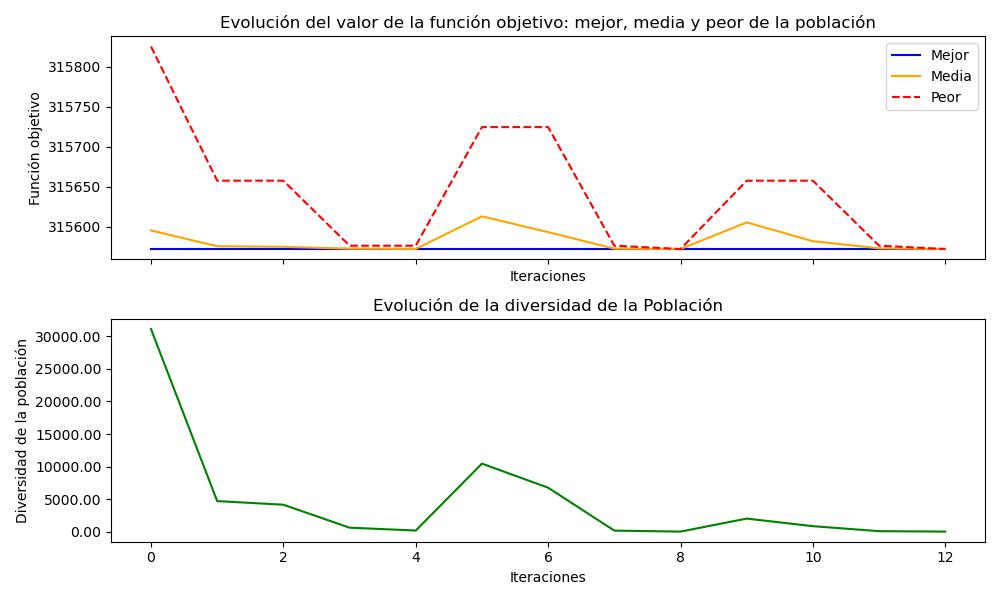 Evolución del valor de la función objetivo: mejor, media y peor de la población
Función objetivo
315800
315750
315700
315650
315600
Mejor
Media
Peor
Iteraciones
Evolución de la diversidad de la Población
Diversidad de la población
30000.00
25000.00
20000.00
15000.00
10000.00
5000.00
0.00
0 2 4 6 8 10 12
Iteraciones